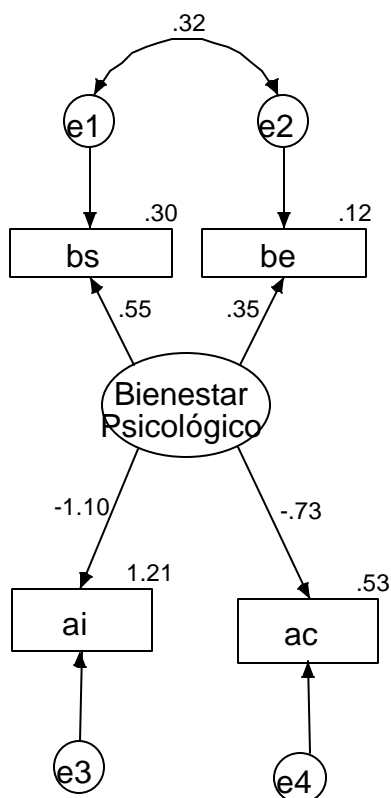 .32
e1
e2
.30
.12
bs
be
.55
.35
Bienestar
Psicológico
-1.10
-.73
1.21
.53
ai
ac
e3
e4